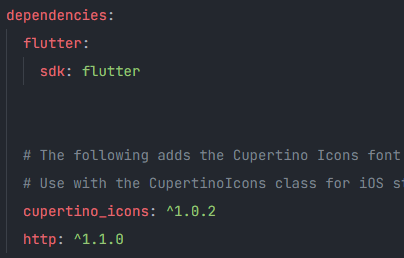 dependencies:
  flutter:
    sdk: flutter
  # The following adds the Cupertino Icons font
  # Use with the CupertinoIcons class for iOS
  cupertino_icons: ^1.0.2
  http: ^1.1.0